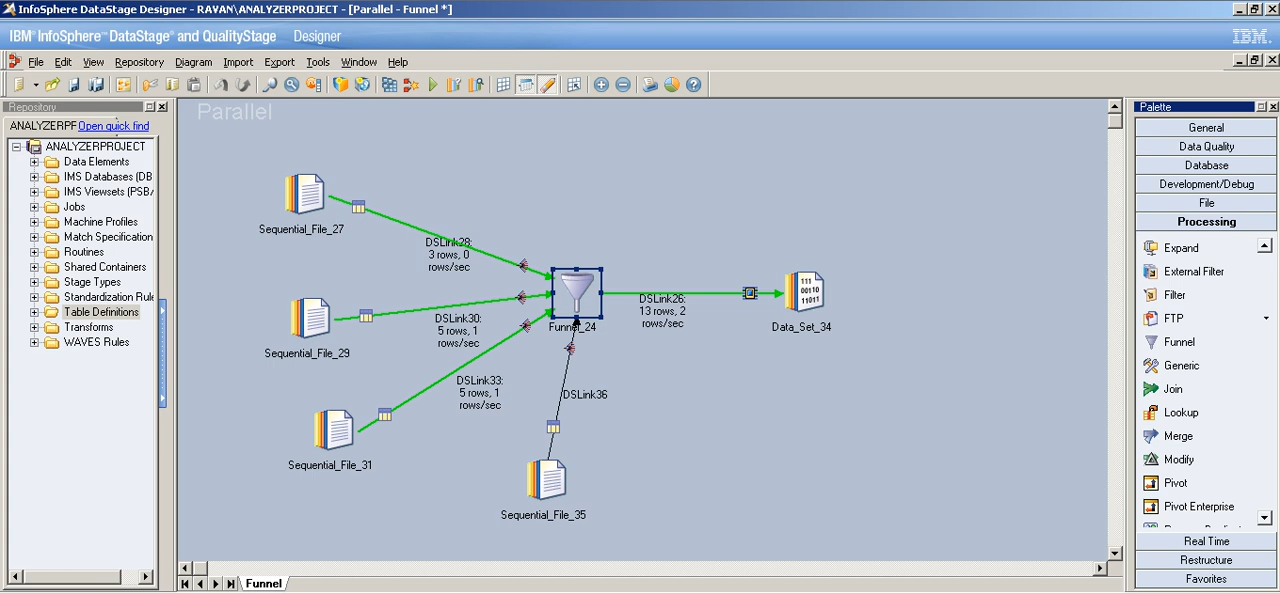 InfoSphere DataStage Designer - RAVAN\ANALYZERPROJECT - [Parallel - Funnel *]
IBM® InfoSphere™ DataStage® and QualityStage Designer
IBM.
File Edit View Repository Diagram Import Export Tools Window Help
Repository
ANALYZERPF Open quick find
ANALYZERPROJECT
Data Elements
IMS Databases (DB
IMS Viewsets (PSB/
Jobs
Machine Profiles
Match Specification
Routines
Shared Containers
Stage Types
Standardization Rule
Table Definitions
Transforms
WAVES Rules
Parallel
Sequential_File_27
DSLink28:
3 rows, 0
rows/sec
Sequential_File_29
DSLink30:
5 rows, 1
rows/sec
Funnel_24
DSLink26:
13 rows, 2
rows/sec
111
00110
11011
Data_Set_34
DSLink33:
5 rows, 1
rows/sec
DSLink36
Sequential_File_31
Sequential_File_35
Funnel
Palette
General
Data Quality
Database
Development/Debug
File
Processing
Expand
External Filter
Filter
FTP
Funnel
Generic
Join
Lookup
Merge
Modify
Pivot
Pivot Enterprise
Real Time
Restructure
Favorites